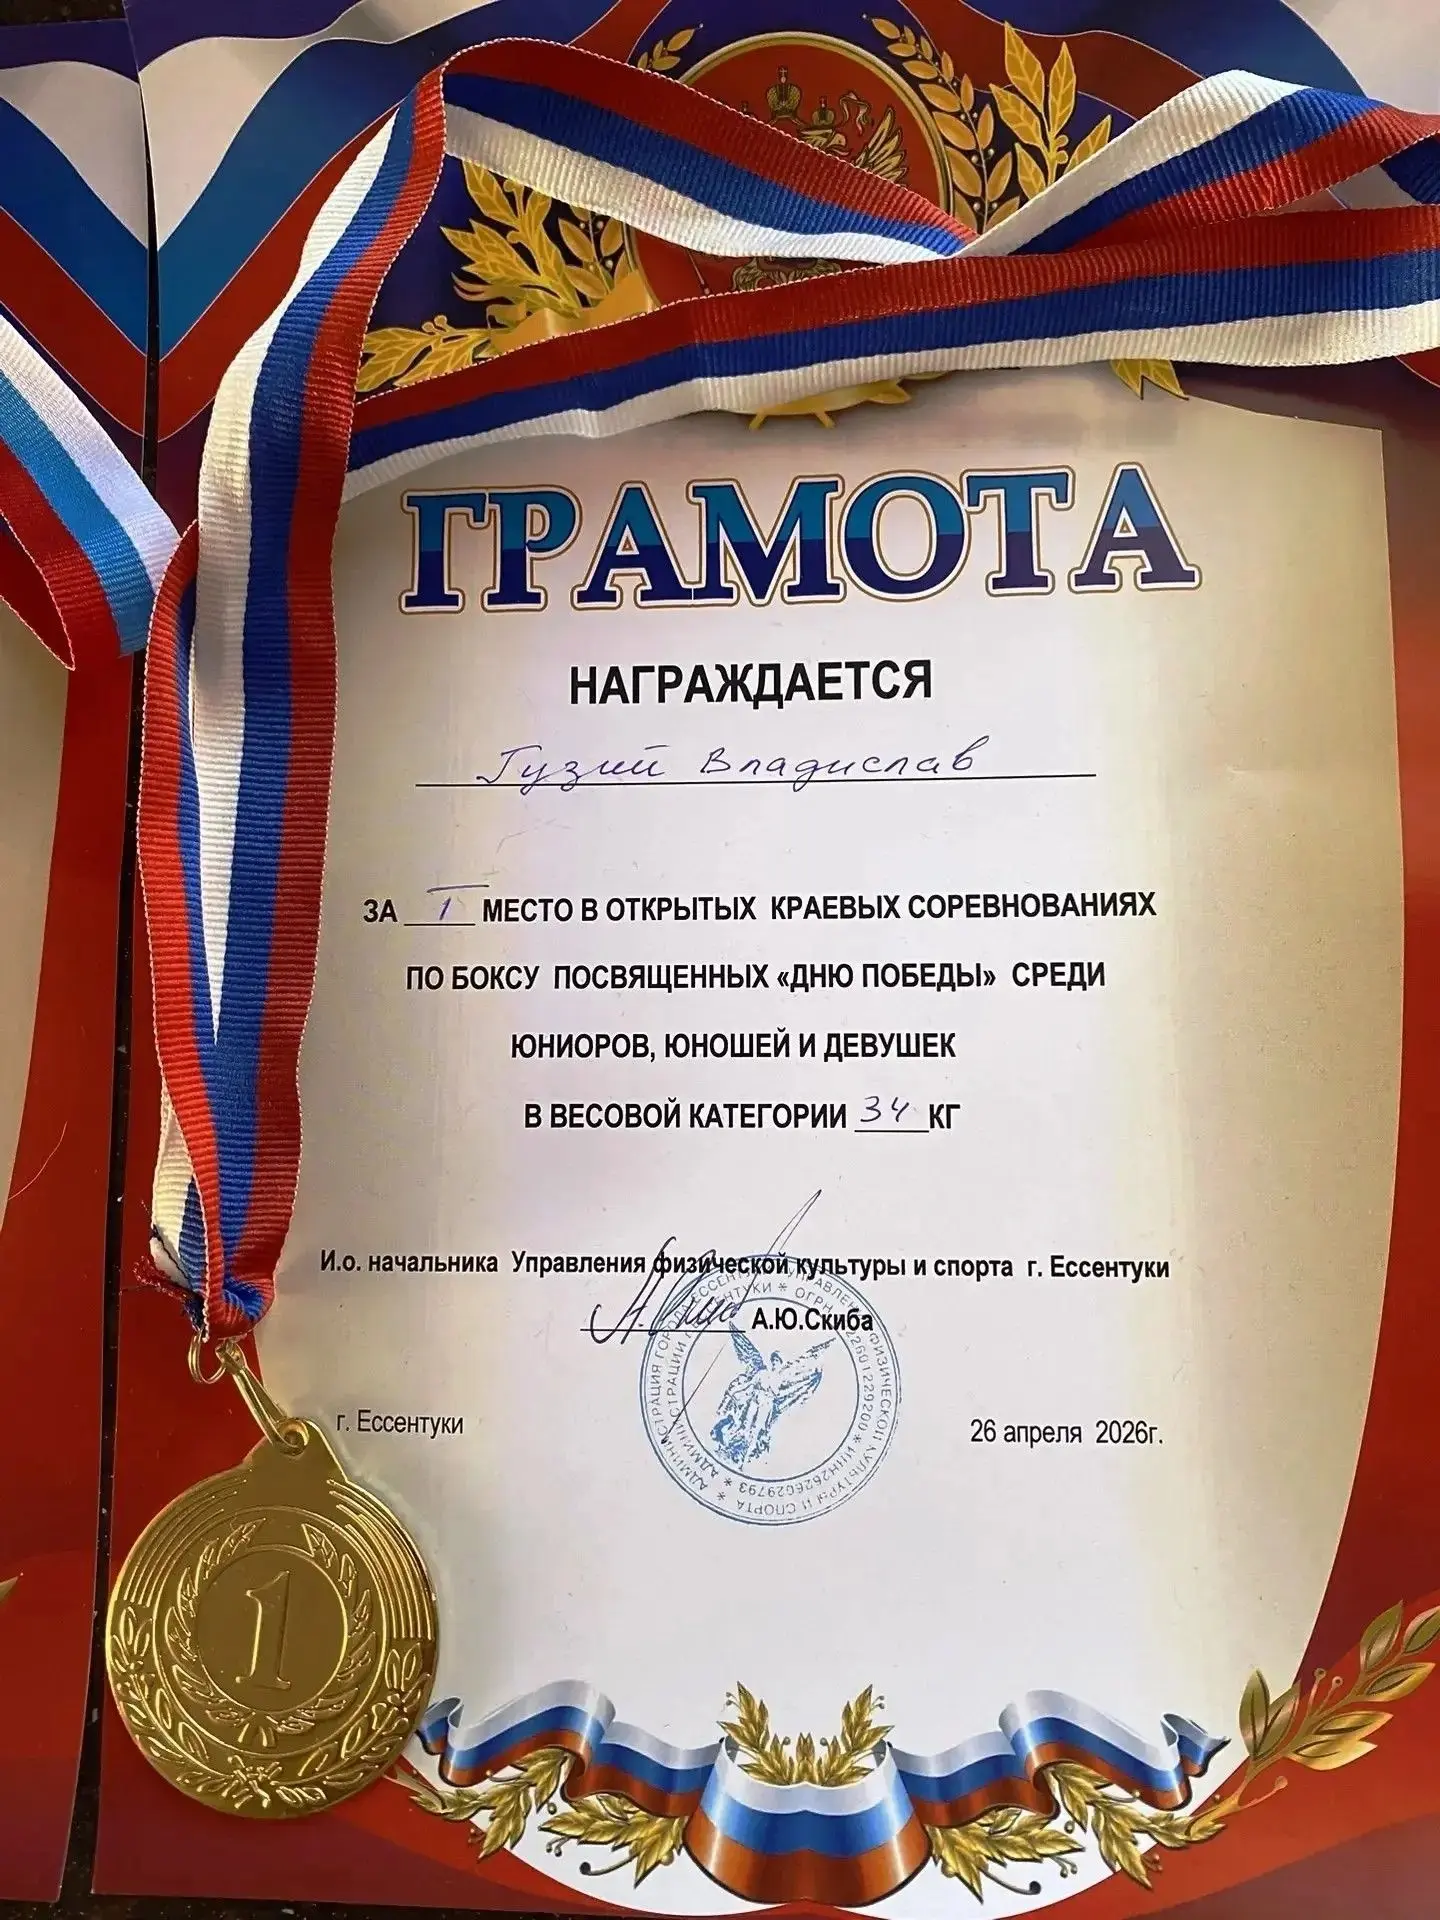 ГРАМОТА
НАГРАЖДАЕТСЯ
Гузий Владислав
ЗА I МЕСТО В ОТКРЫТЫХ КРАЕВЫХ СОРЕВНОВАНИЯХ
ПО БОКСУ ПОСВЯЩЕННЫХ «ДНЮ ПОБЕДЫ» СРЕДИ
ЮНИОРОВ, ЮНОШЕЙ И ДЕВУШЕК
В ВЕСОВОЙ КАТЕГОРИИ 34 КГ
И.о. начальника Управления физической культуры и спорта г. Ессентуки
А.Ю.Скиба
г. Ессентуки
26 апреля 2026г.
1